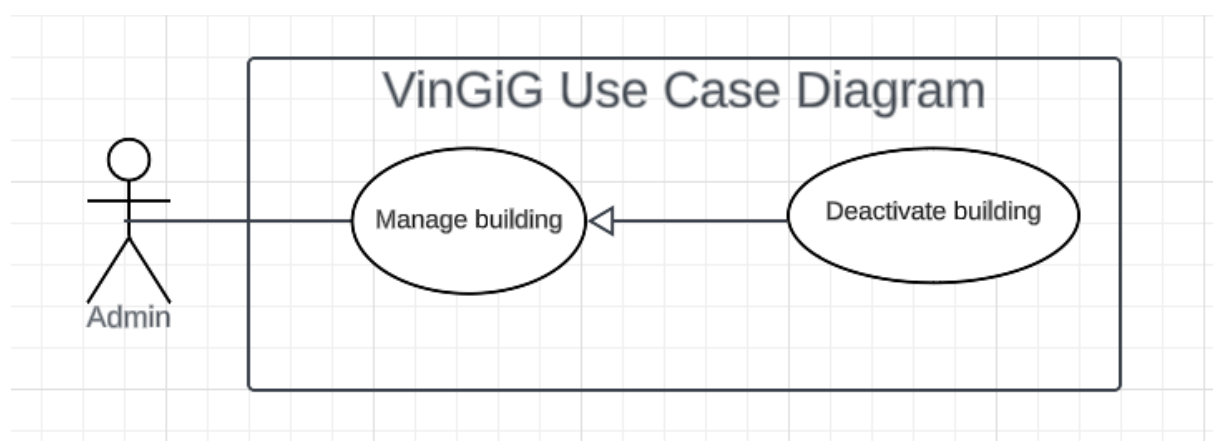 VinGiG Use Case Diagram
Manage building
Deactivate building
Admin